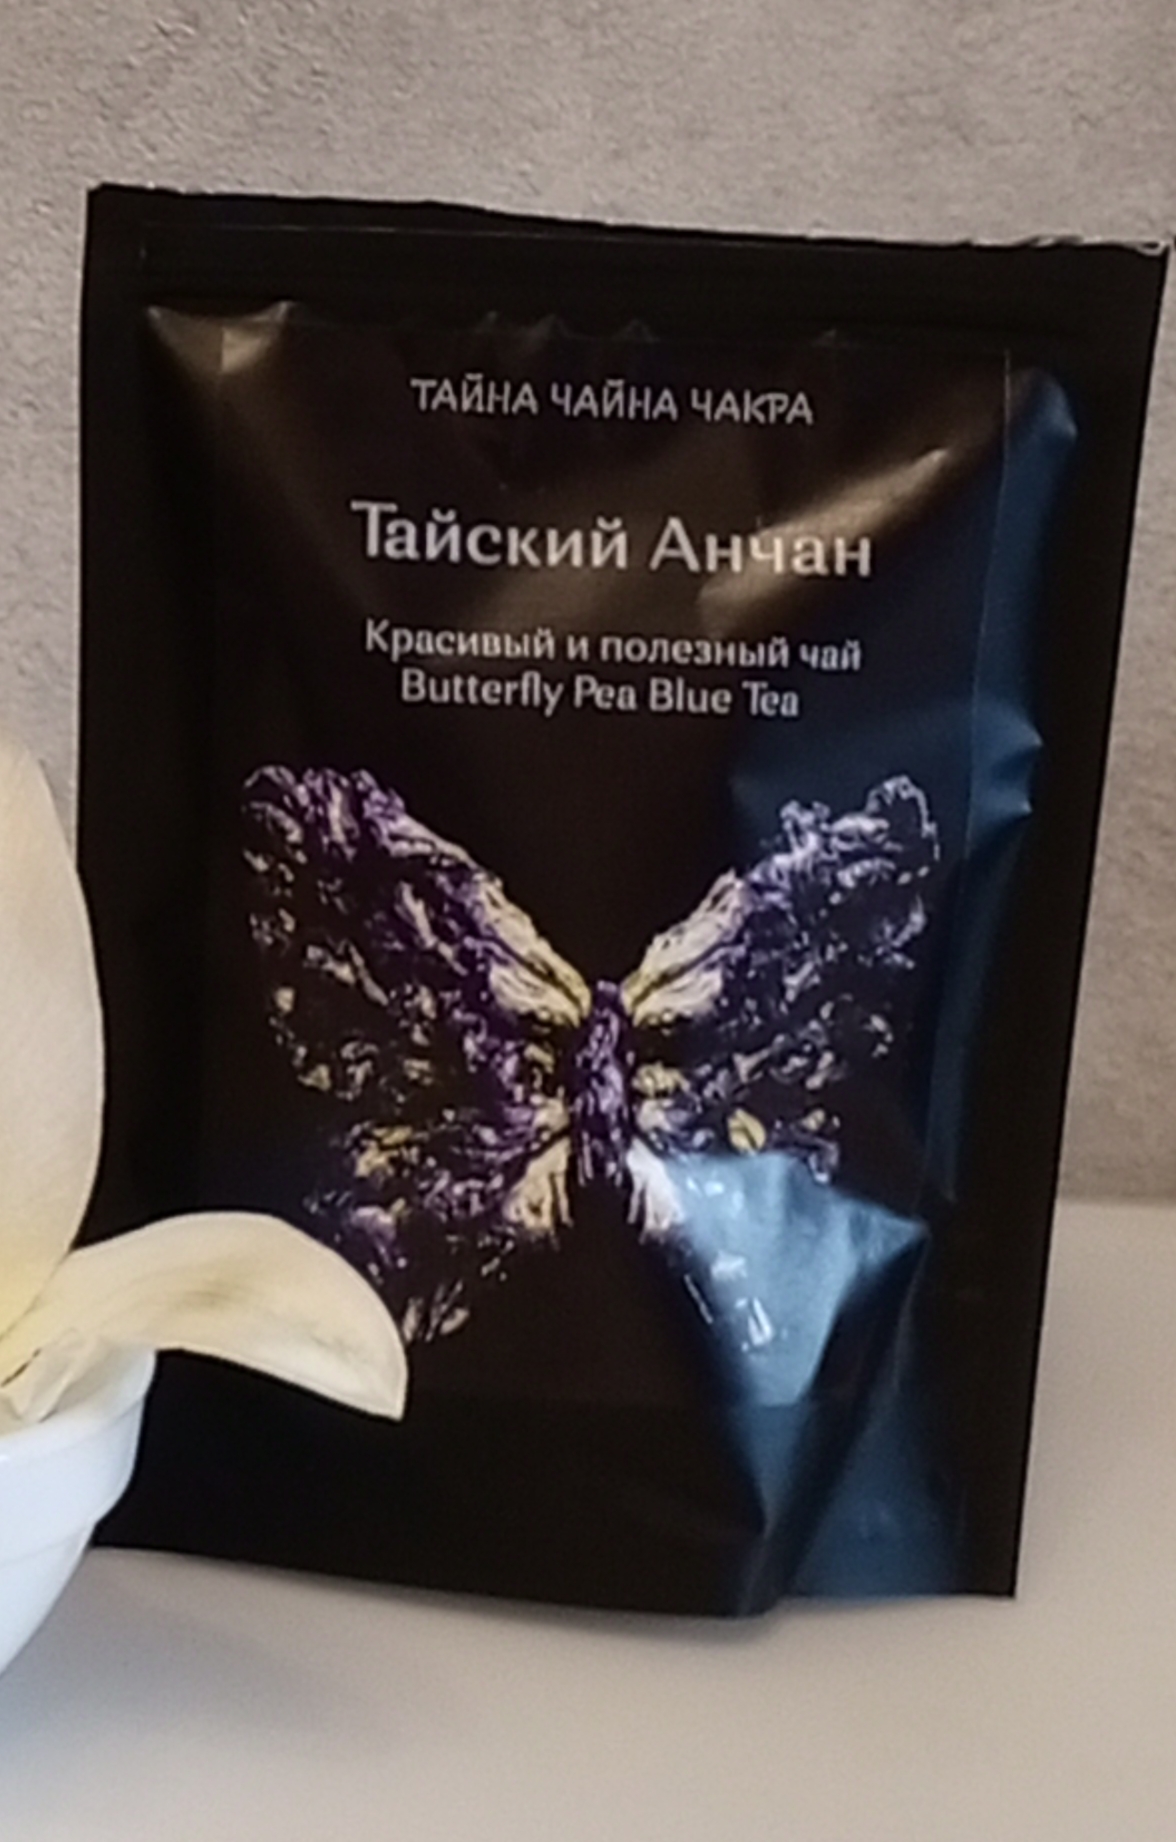 ТАЙНА ЧАЙНА ЧАКРА
Тайский Анчан
Красивый и полезный чай
Butterfly Pea Blue Tea